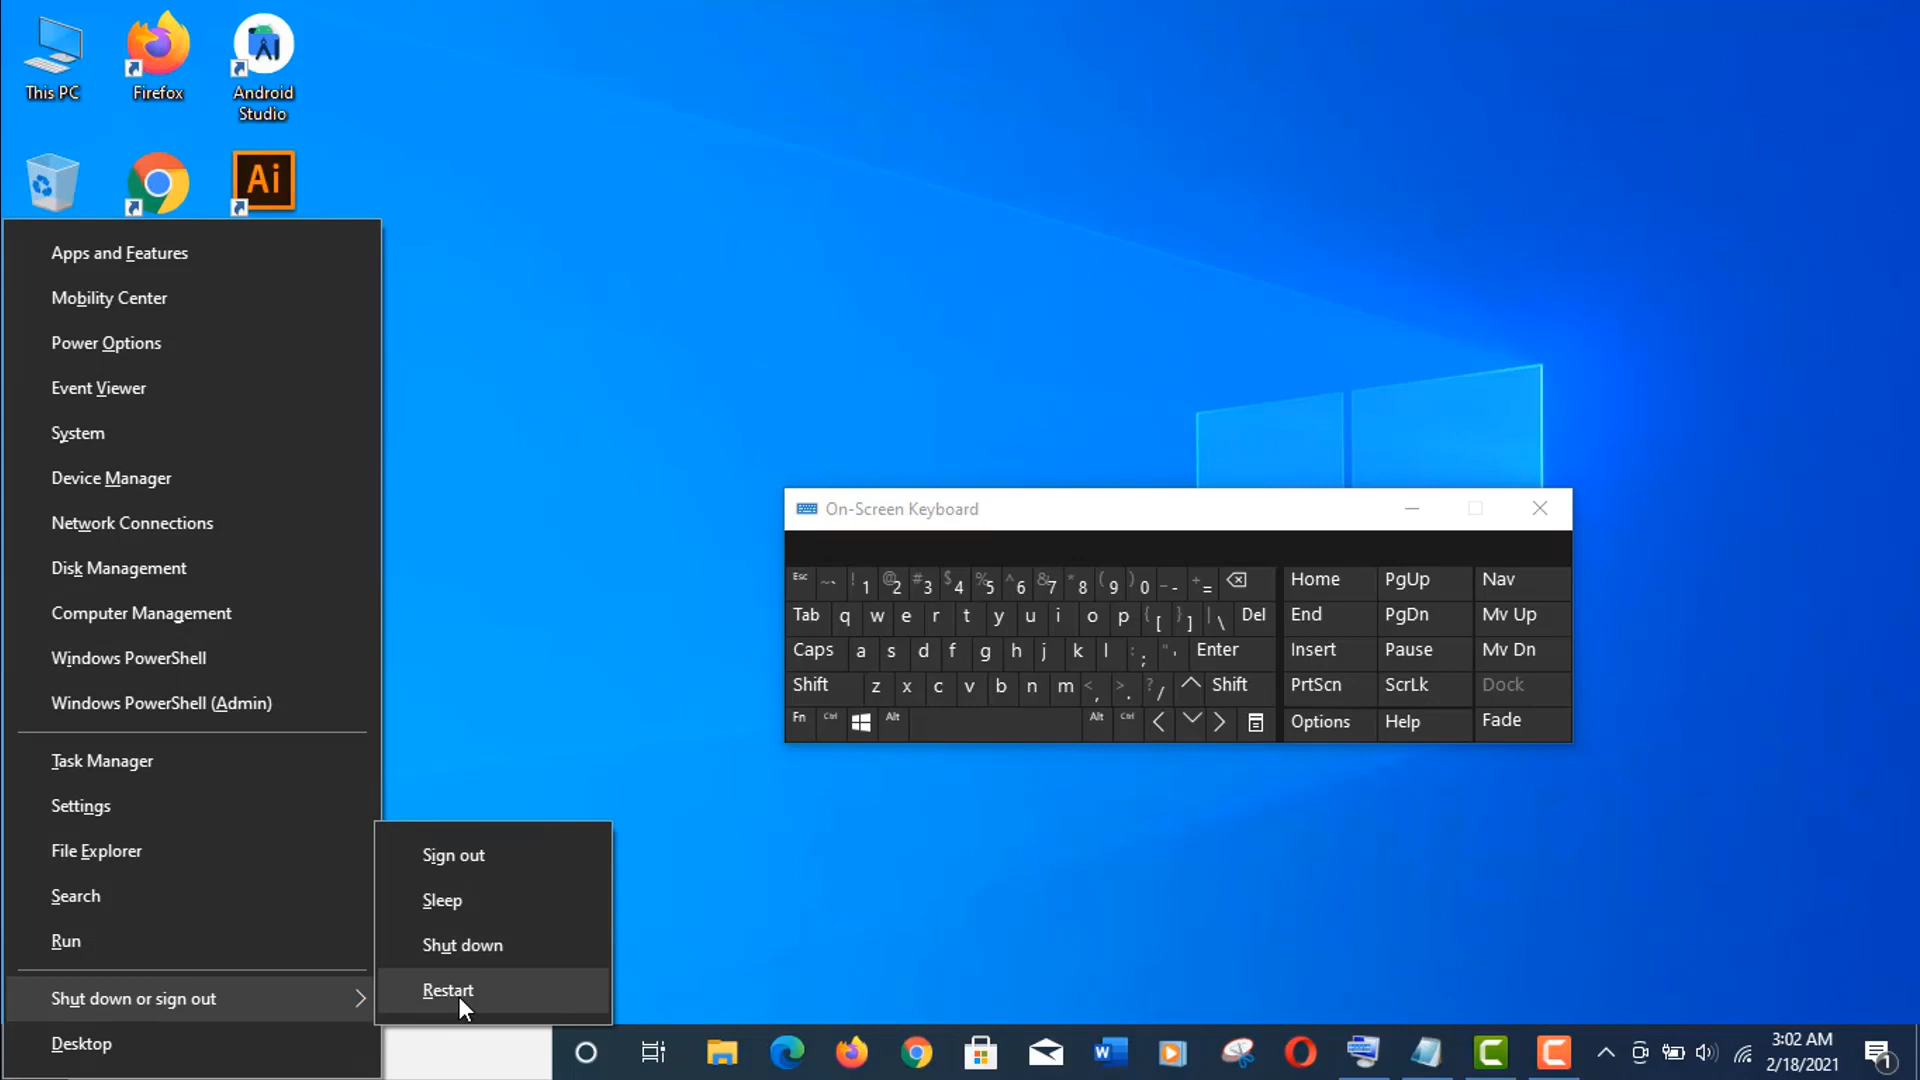 This PC
Firefox
Android
Studio
Ai
Apps and Features
Mobility Center
Power Options
Event Viewer
System
Device Manager
Network Connections
Disk Management
Computer Management
Windows PowerShell
Windows PowerShell (Admin)
Task Manager
Settings
File Explorer
Search
Run
Shut down or sign out
Desktop
Sign out
Sleep
Shut down
Restart
On-Screen Keyboard
Esc ~ ` ! 1 @ 2 # 3 $ 4 % 5 ^ 6 & 7 * 8 ( 9 ) 0 _ - + = Home PgUp Nav
Tab q w e r t y u i o p { [ } ] | \ Del End PgDn Mv Up
Caps a s d f g h j k l : ; " ' Enter Insert Pause Mv Dn
Shift z x c v b n m < , > . ? / Shift PrtScn ScrLk Dock
Fn Ctrl Alt Alt Ctrl Options Help Fade
3:02 AM
2/18/2021
1